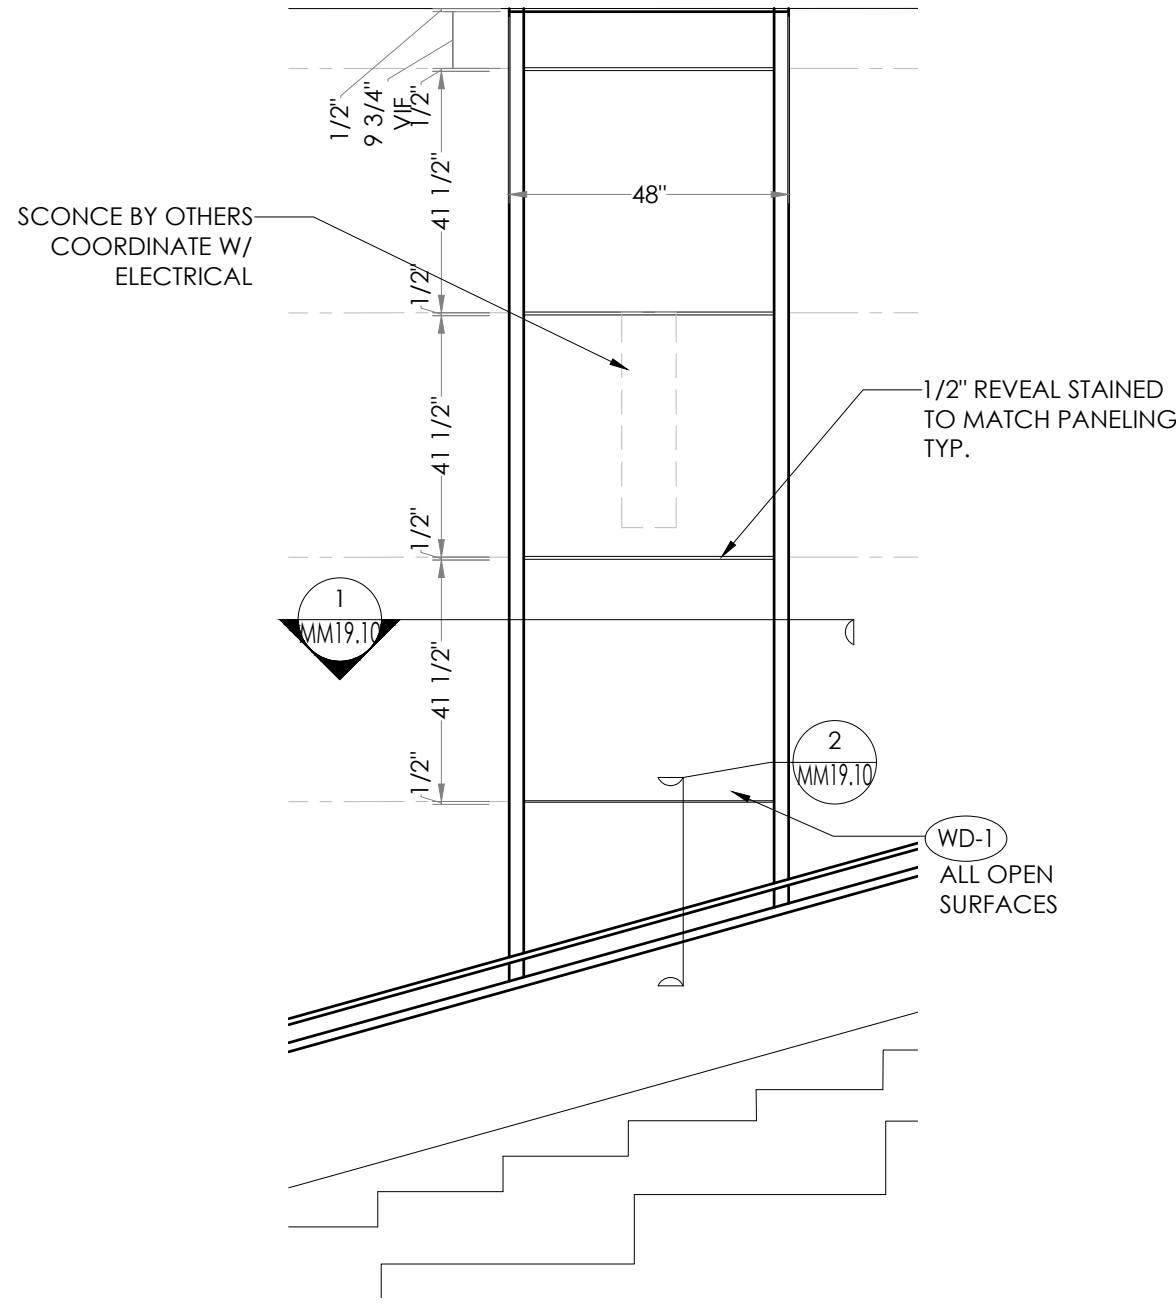 1/2"
9 3/4"
VIF
1/2"
41 1/2"
48"
SCONCE BY OTHERS
COORDINATE W/
ELECTRICAL
1/2"
1/2" REVEAL STAINED
TO MATCH PANELING
TYP.
41 1/2"
1/2"
1
MM19.10
41 1/2"
2
MM19.10
1/2"
WD-1
ALL OPEN
SURFACES